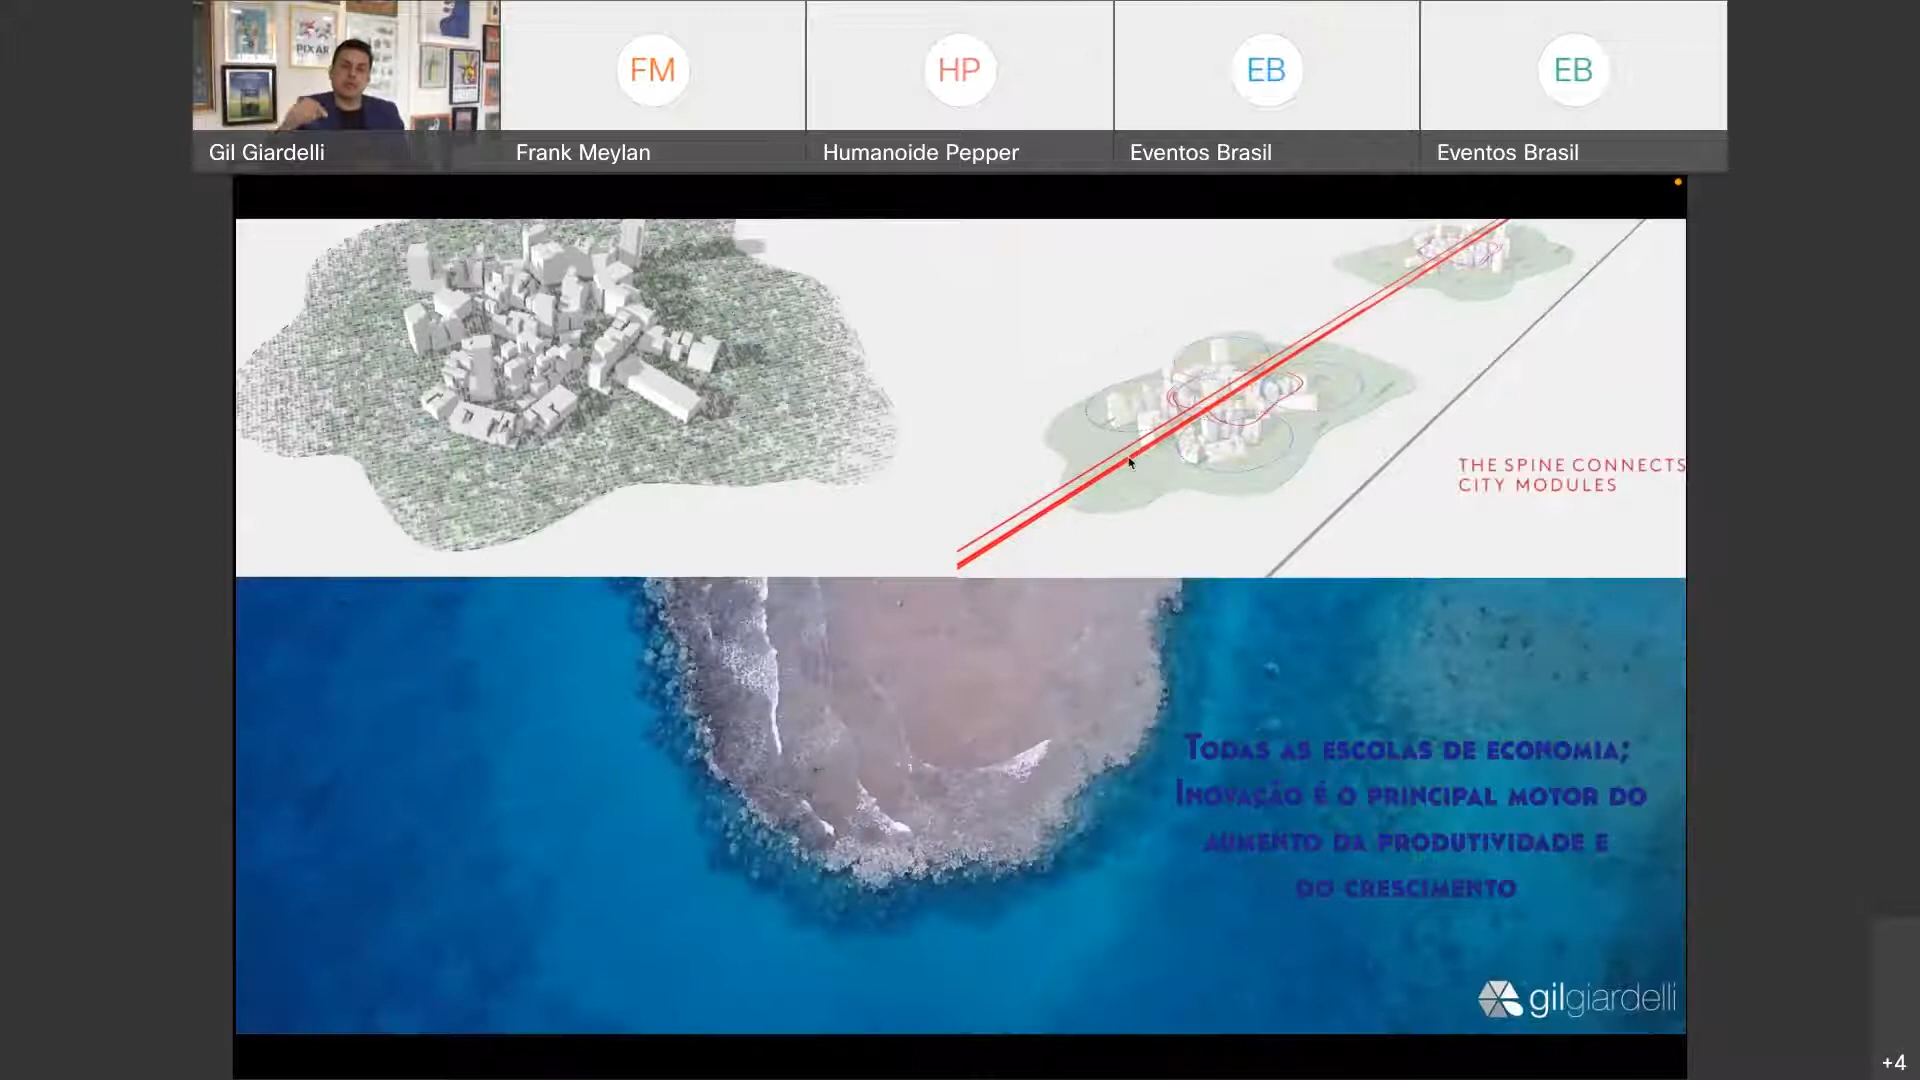 PIXAR
FM
HP
EB
EB
Gil Giardelli
Frank Meylan
Humanoide Pepper
Eventos Brasil
Eventos Brasil
THE SPINE CONNECTS
CITY MODULES
TODAS AS ESCOLAS DE ECONOMIA;
INOVAÇÃO É O PRINCIPAL MOTOR DO
AUMENTO DA PRODUTIVIDADE E
DO CRESCIMENTO
gilgiardelli
+4